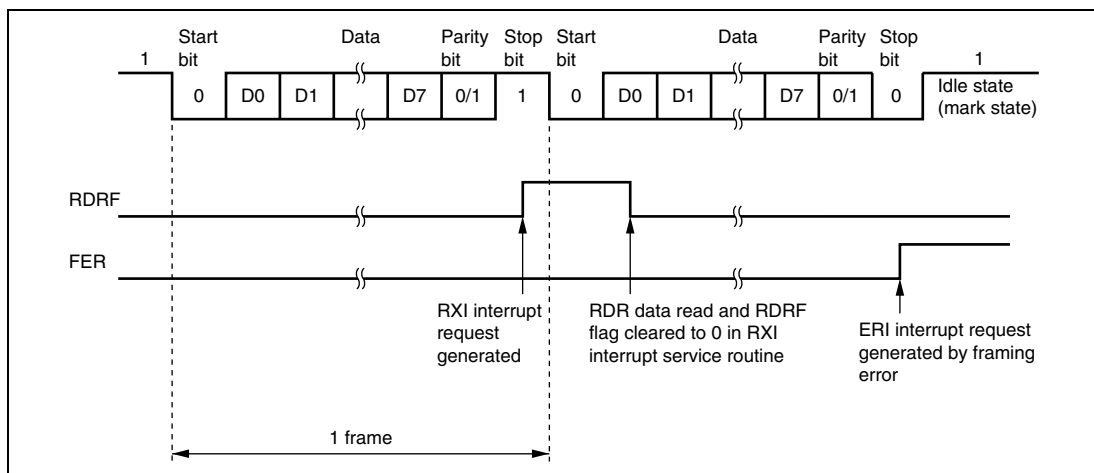 1
Start
bit
Data
Parity
bit
Stop
bit
Start
bit
Data
Parity
bit
Stop
bit
1
0
D0
D1
D7
0/1
1
0
D0
D1
D7
0/1
0
Idle state
(mark state)
RDRF
FER
RXI interrupt
request
generated
RDR data read and RDRF
flag cleared to 0 in RXI
interrupt service routine
ERI interrupt request
generated by framing
error
1 frame